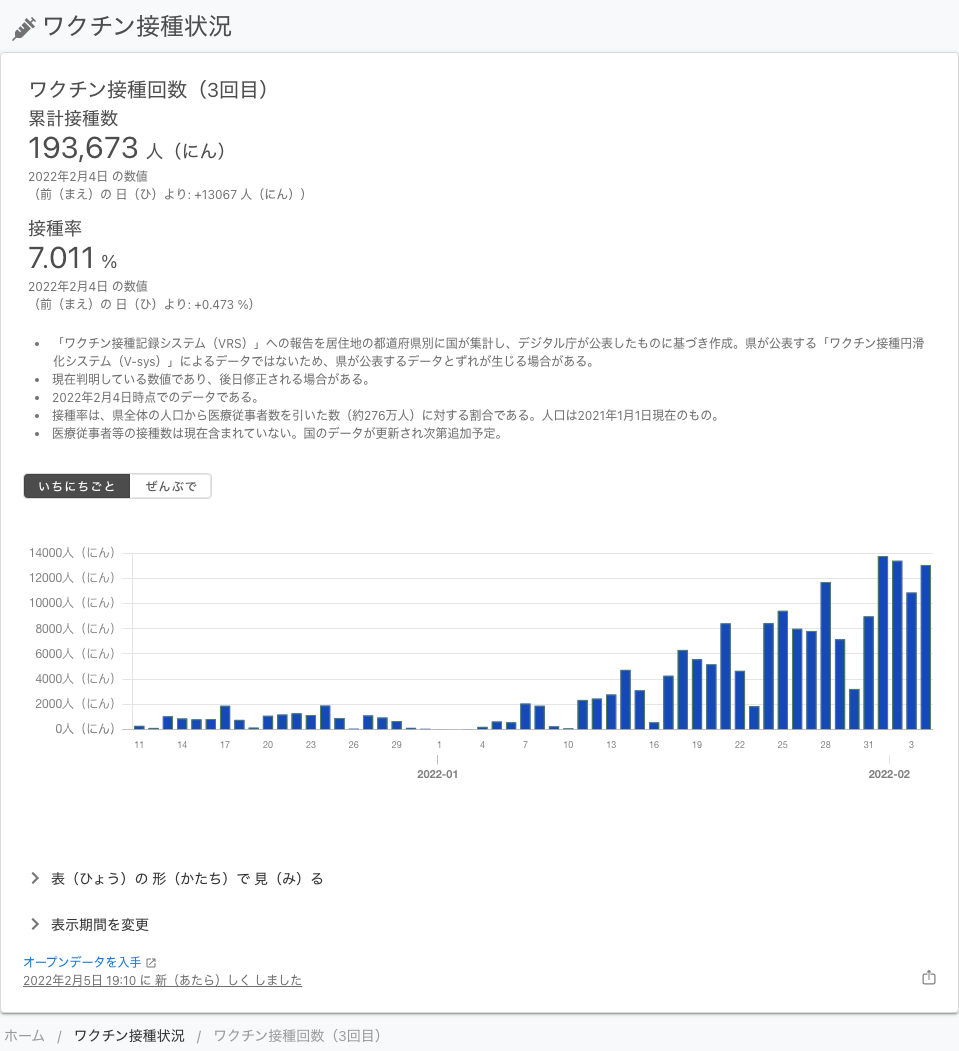 ワクチン接種状況
ワクチン接種回数（3回目）
累計接種数
193,673 人（にん）
2022年2月4日 の数値
（前（まえ）の 日（ひ）より: +13067 人（にん））
接種率
7.011 %
2022年2月4日 の数値
（前（まえ）の 日（ひ）より: +0.473 %）
• 「ワクチン接種記録システム（VRS）」への報告を居住地の都道府県別に国が集計し、デジタル庁が公表したものに基づき作成。県が公表する「ワクチン接種円滑
化システム（V-sys）」によるデータではないため、県が公表するデータとずれが生じる場合がある。
• 現在判明している数値であり、後日修正される場合がある。
• 2022年2月4日時点でのデータである。
• 接種率は、県全体の人口から医療従事者数を引いた数（約276万人）に対する割合である。人口は2021年1月1日現在のもの。
• 医療従事者等の接種数は現在含まれていない。国のデータが更新され次第追加予定。
いちにちごと ぜんぶで
14000人（にん）
12000人（にん）
10000人（にん）
8000人（にん）
6000人（にん）
4000人（にん）
2000人（にん）
0人（にん）
11 14 17 20 23 26 29 1 4 7 10 13 16 19 22 25 28 31 3
2022-01 2022-02
表（ひょう）の 形（かたち）で 見（み）る
表示期間を変更
オープンデータを入手
2022年2月5日 19:10 に 新（あたら）しく しました
ホーム / ワクチン接種状況 / ワクチン接種回数（3回目）